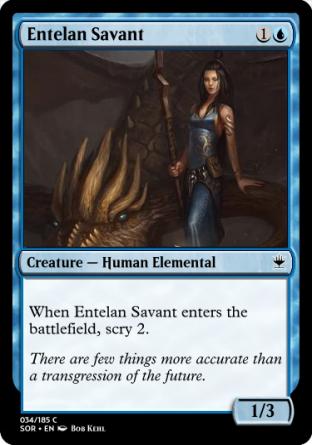 Entelan Savant 1
Creature — Human Elemental
When Entelan Savant enters the
battlefield, scry 2.
There are few things more accurate than
a transgression of the future.
1/3
034/185 C
SOR • EN Bob Kehl